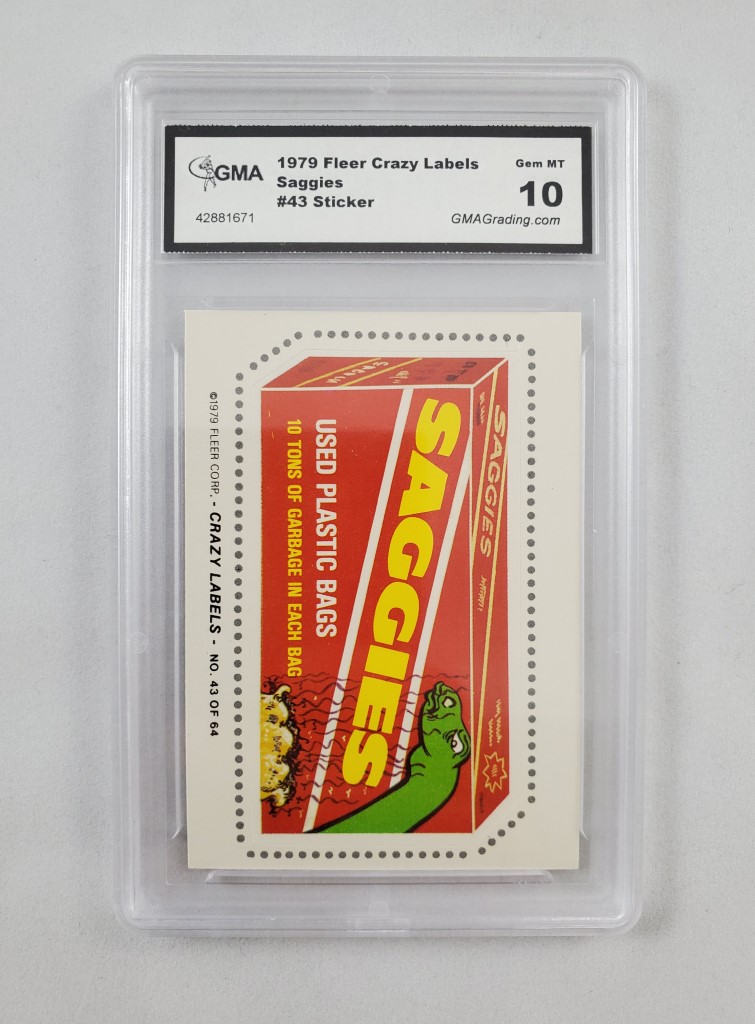 GMA
1979 Fleer Crazy Labels
Saggies
#43 Sticker
42881671
Gem MT
10
GMAGrading.com
SAGGIES
SAGGIES
USED PLASTIC BAGS
10 TONS OF GARBAGE IN EACH BAG
©1979 FLEER CORP. - CRAZY LABELS - NO. 43 OF 64